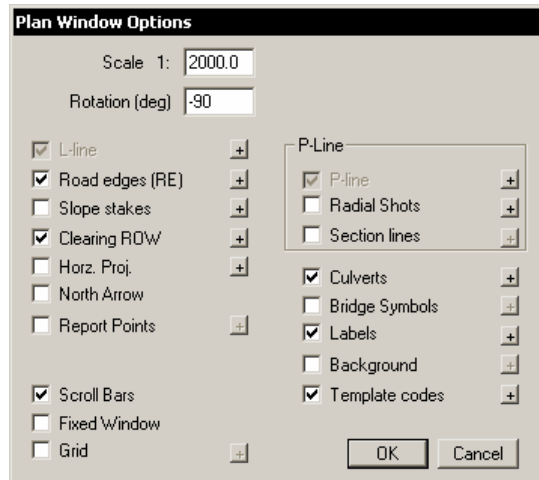 Plan Window Options
Scale 1: 2000.0
Rotation (deg) -90
L-line +
Road edges (RE) +
Slope stakes +
Clearing ROW +
Horz. Proj. +
North Arrow
Report Points +
Scroll Bars
Fixed Window
Grid +
P-Line
P-line +
Radial Shots +
Section lines +
Culverts +
Bridge Symbols +
Labels +
Background +
Template codes +
OK Cancel